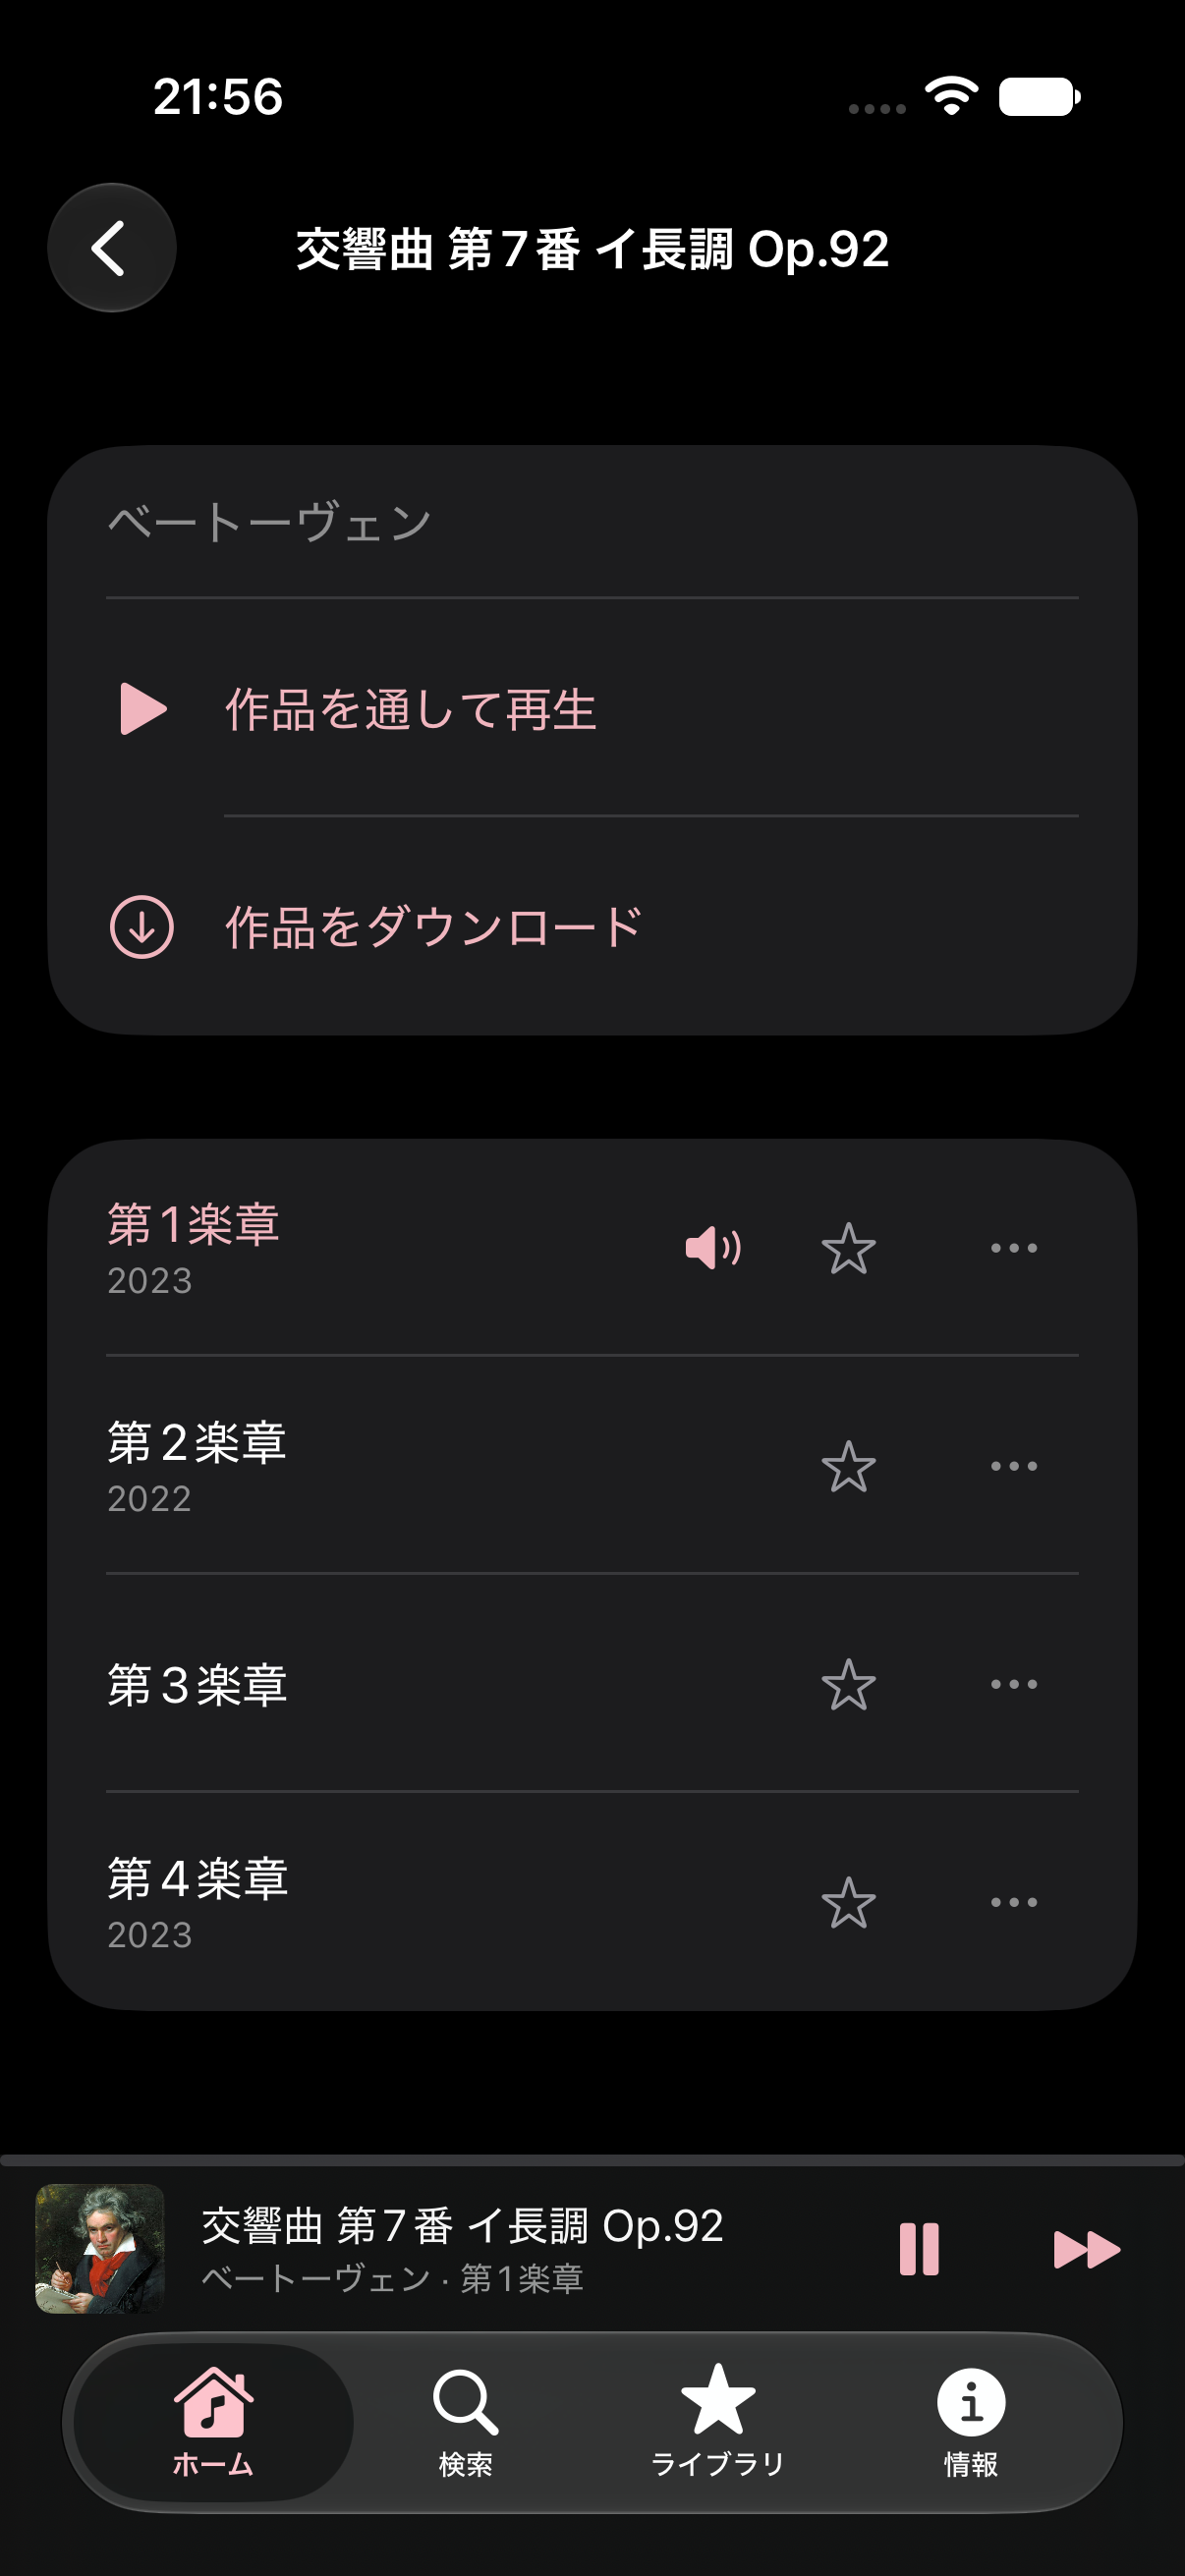 21:56
交響曲 第7番 イ長調 Op.92
ベートーヴェン
作品を通して再生
作品をダウンロード
第1楽章
2023
第2楽章
2022
第3楽章
第4楽章
2023
交響曲 第7番 イ長調 Op.92
ベートーヴェン · 第1楽章
ホーム
検索
ライブラリ
情報